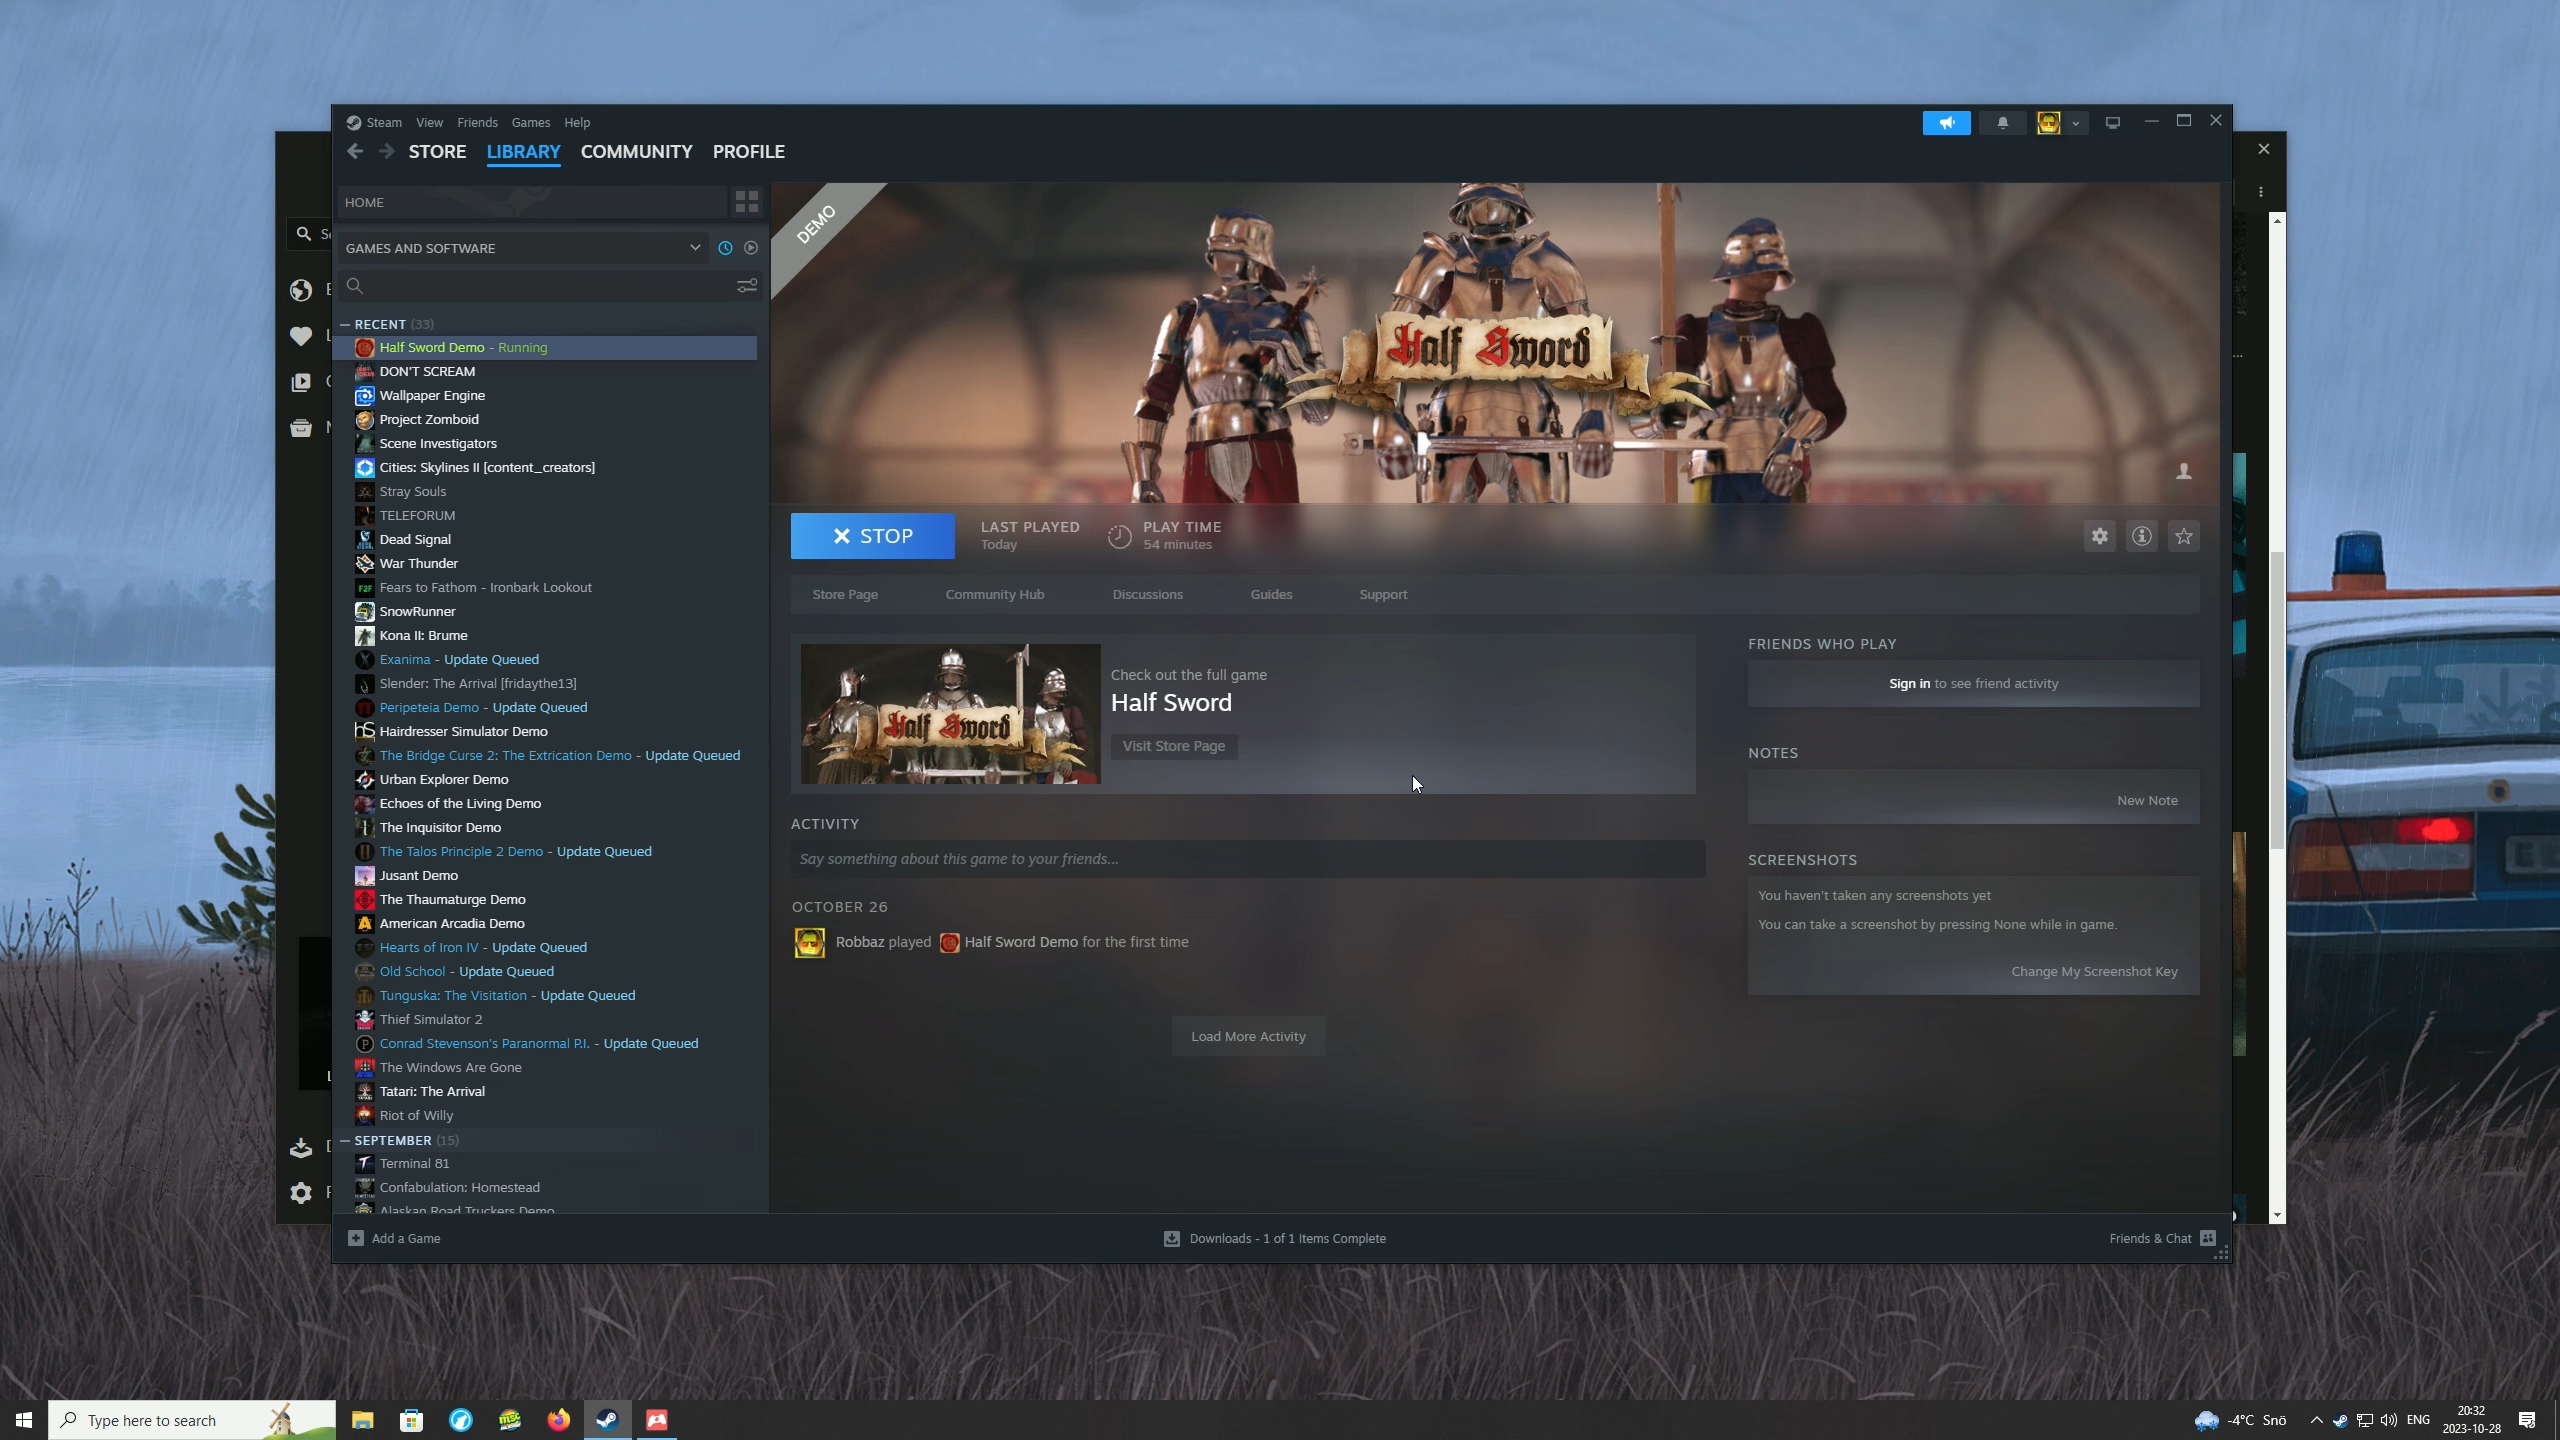 Steam View Friends Games Help
STORE LIBRARY COMMUNITY PROFILE
HOME
GAMES AND SOFTWARE
RECENT (33)
Half Sword Demo - Running
DON'T SCREAM
Wallpaper Engine
Project Zomboid
Scene Investigators
Cities: Skylines II [content_creators]
Stray Souls
TELEFORUM
Dead Signal
War Thunder
Fears to Fathom - Ironbark Lookout
SnowRunner
Kona II: Brume
Exanima - Update Queued
Slender: The Arrival [fridaythe13]
Peripeteia Demo - Update Queued
Hairdresser Simulator Demo
The Bridge Curse 2: The Extrication Demo - Update Queued
Urban Explorer Demo
Echoes of the Living Demo
The Inquisitor Demo
The Talos Principle 2 Demo - Update Queued
Jusant Demo
The Thaumaturge Demo
American Arcadia Demo
Hearts of Iron IV - Update Queued
Old School - Update Queued
Tunguska: The Visitation - Update Queued
Thief Simulator 2
Conrad Stevenson's Paranormal P.I. - Update Queued
The Windows Are Gone
Tatari: The Arrival
Riot of Willy
SEPTEMBER (15)
Terminal 81
Confabulation: Homestead
Alaskan Road Truckers Demo
DEMO
Half Sword
STOP
LAST PLAYED
Today
PLAY TIME
54 minutes
Store Page Community Hub Discussions Guides Support
Half Sword
Check out the full game
Half Sword
Visit Store Page
ACTIVITY
Say something about this game to your friends...
OCTOBER 26
Robbaz played Half Sword Demo for the first time
Load More Activity
FRIENDS WHO PLAY
Sign in to see friend activity
NOTES
New Note
SCREENSHOTS
You haven't taken any screenshots yet
You can take a screenshot by pressing None while in game.
Change My Screenshot Key
Add a Game
Downloads - 1 of 1 Items Complete
Friends & Chat
Type here to search
-4°C Snö
ENG
20:32
2023-10-28